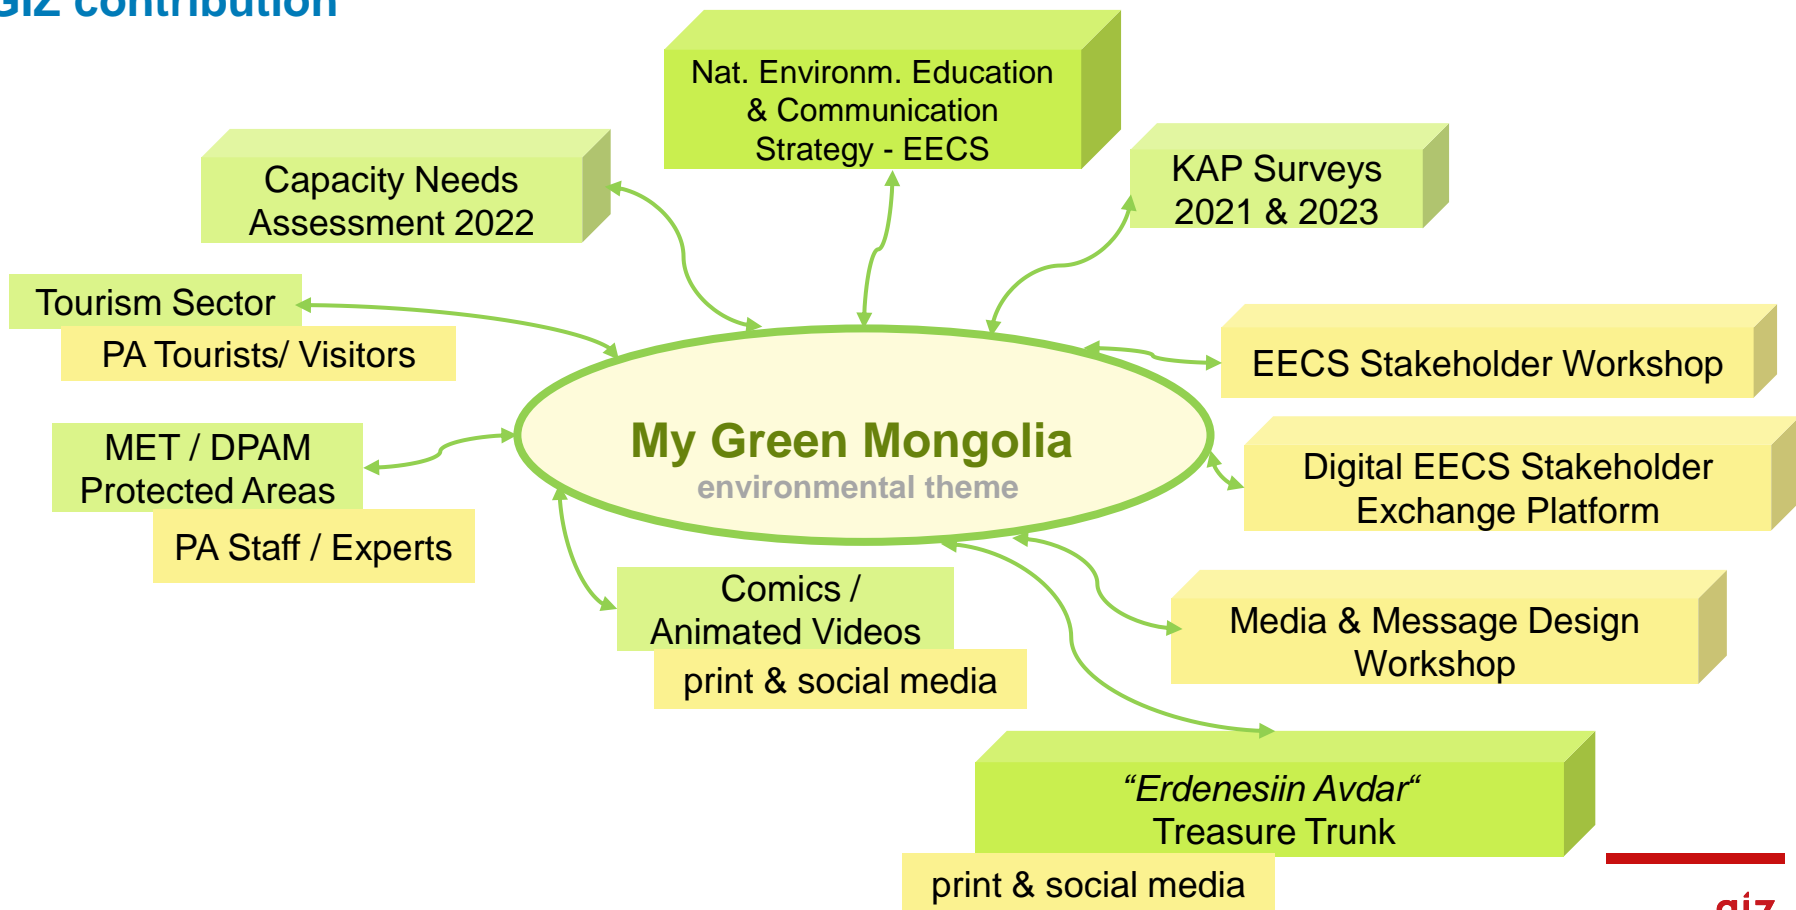 GIZ contribution
Nat. Environm. Education
& Communication
Strategy - EECS
Capacity Needs
Assessment 2022
KAP Surveys
2021 & 2023
Tourism Sector
PA Tourists/ Visitors
EECS Stakeholder Workshop
My Green Mongolia
environmental theme
MET / DPAM
Protected Areas
PA Staff / Experts
Digital EECS Stakeholder
Exchange Platform
Comics /
Animated Videos
print & social media
Media & Message Design
Workshop
“Erdenesiin Avdar“
Treasure Trunk
print & social media
giz